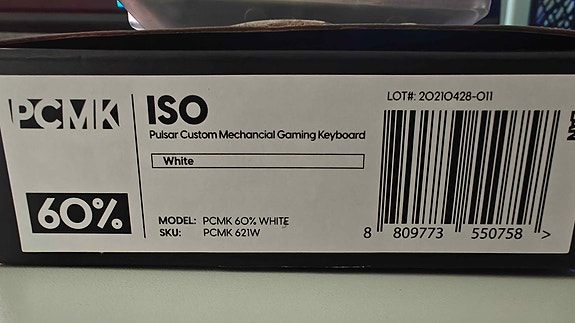 PCMK
60%
ISO
Pulsar Custom Mechancial Gaming Keyboard
White
MODEL: PCMK 60% WHITE
SKU: PCMK 621W
LOT#: 20210428-011
8 809773 550758 >